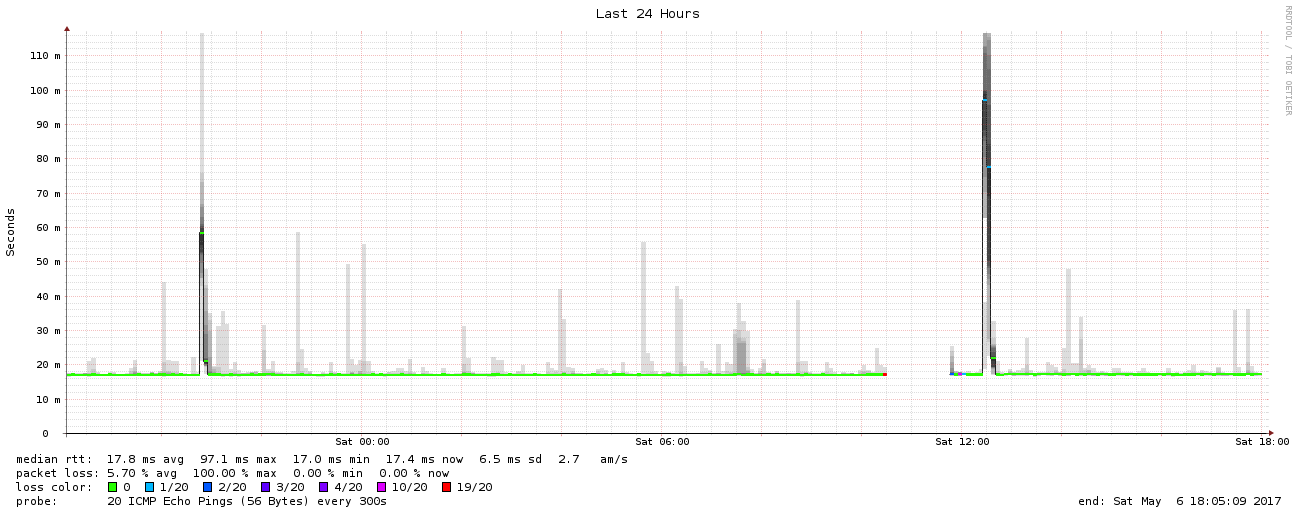 Last 24 Hours
RRDTOOL / TOBI OETIKER
Seconds
110 m
100 m
90 m
80 m
70 m
60 m
50 m
40 m
30 m
20 m
10 m
0
Sat 00:00 Sat 06:00 Sat 12:00 Sat 18:00
median rtt: 17.8 ms avg 97.1 ms max 17.0 ms min 17.4 ms now 6.5 ms sd 2.7 am/s
packet loss: 5.70 % avg 100.00 % max 0.00 % min 0.00 % now
loss color: 0 1/20 2/20 3/20 4/20 10/20 19/20
probe: 20 ICMP Echo Pings (56 Bytes) every 300s end: Sat May 6 18:05:09 2017